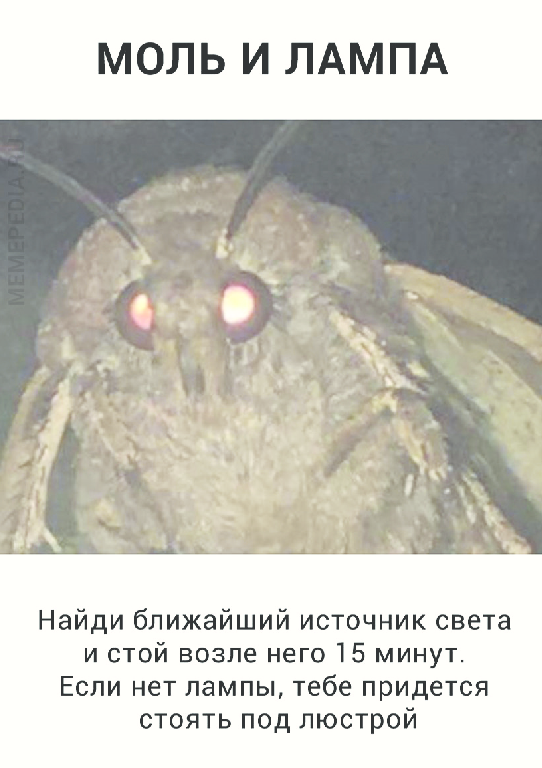 МОЛЬ И ЛАМПА
MEMEPEDIA.RU
Найди ближайший источник света
и стой возле него 15 минут.
Если нет лампы, тебе придется
стоять под люстрой